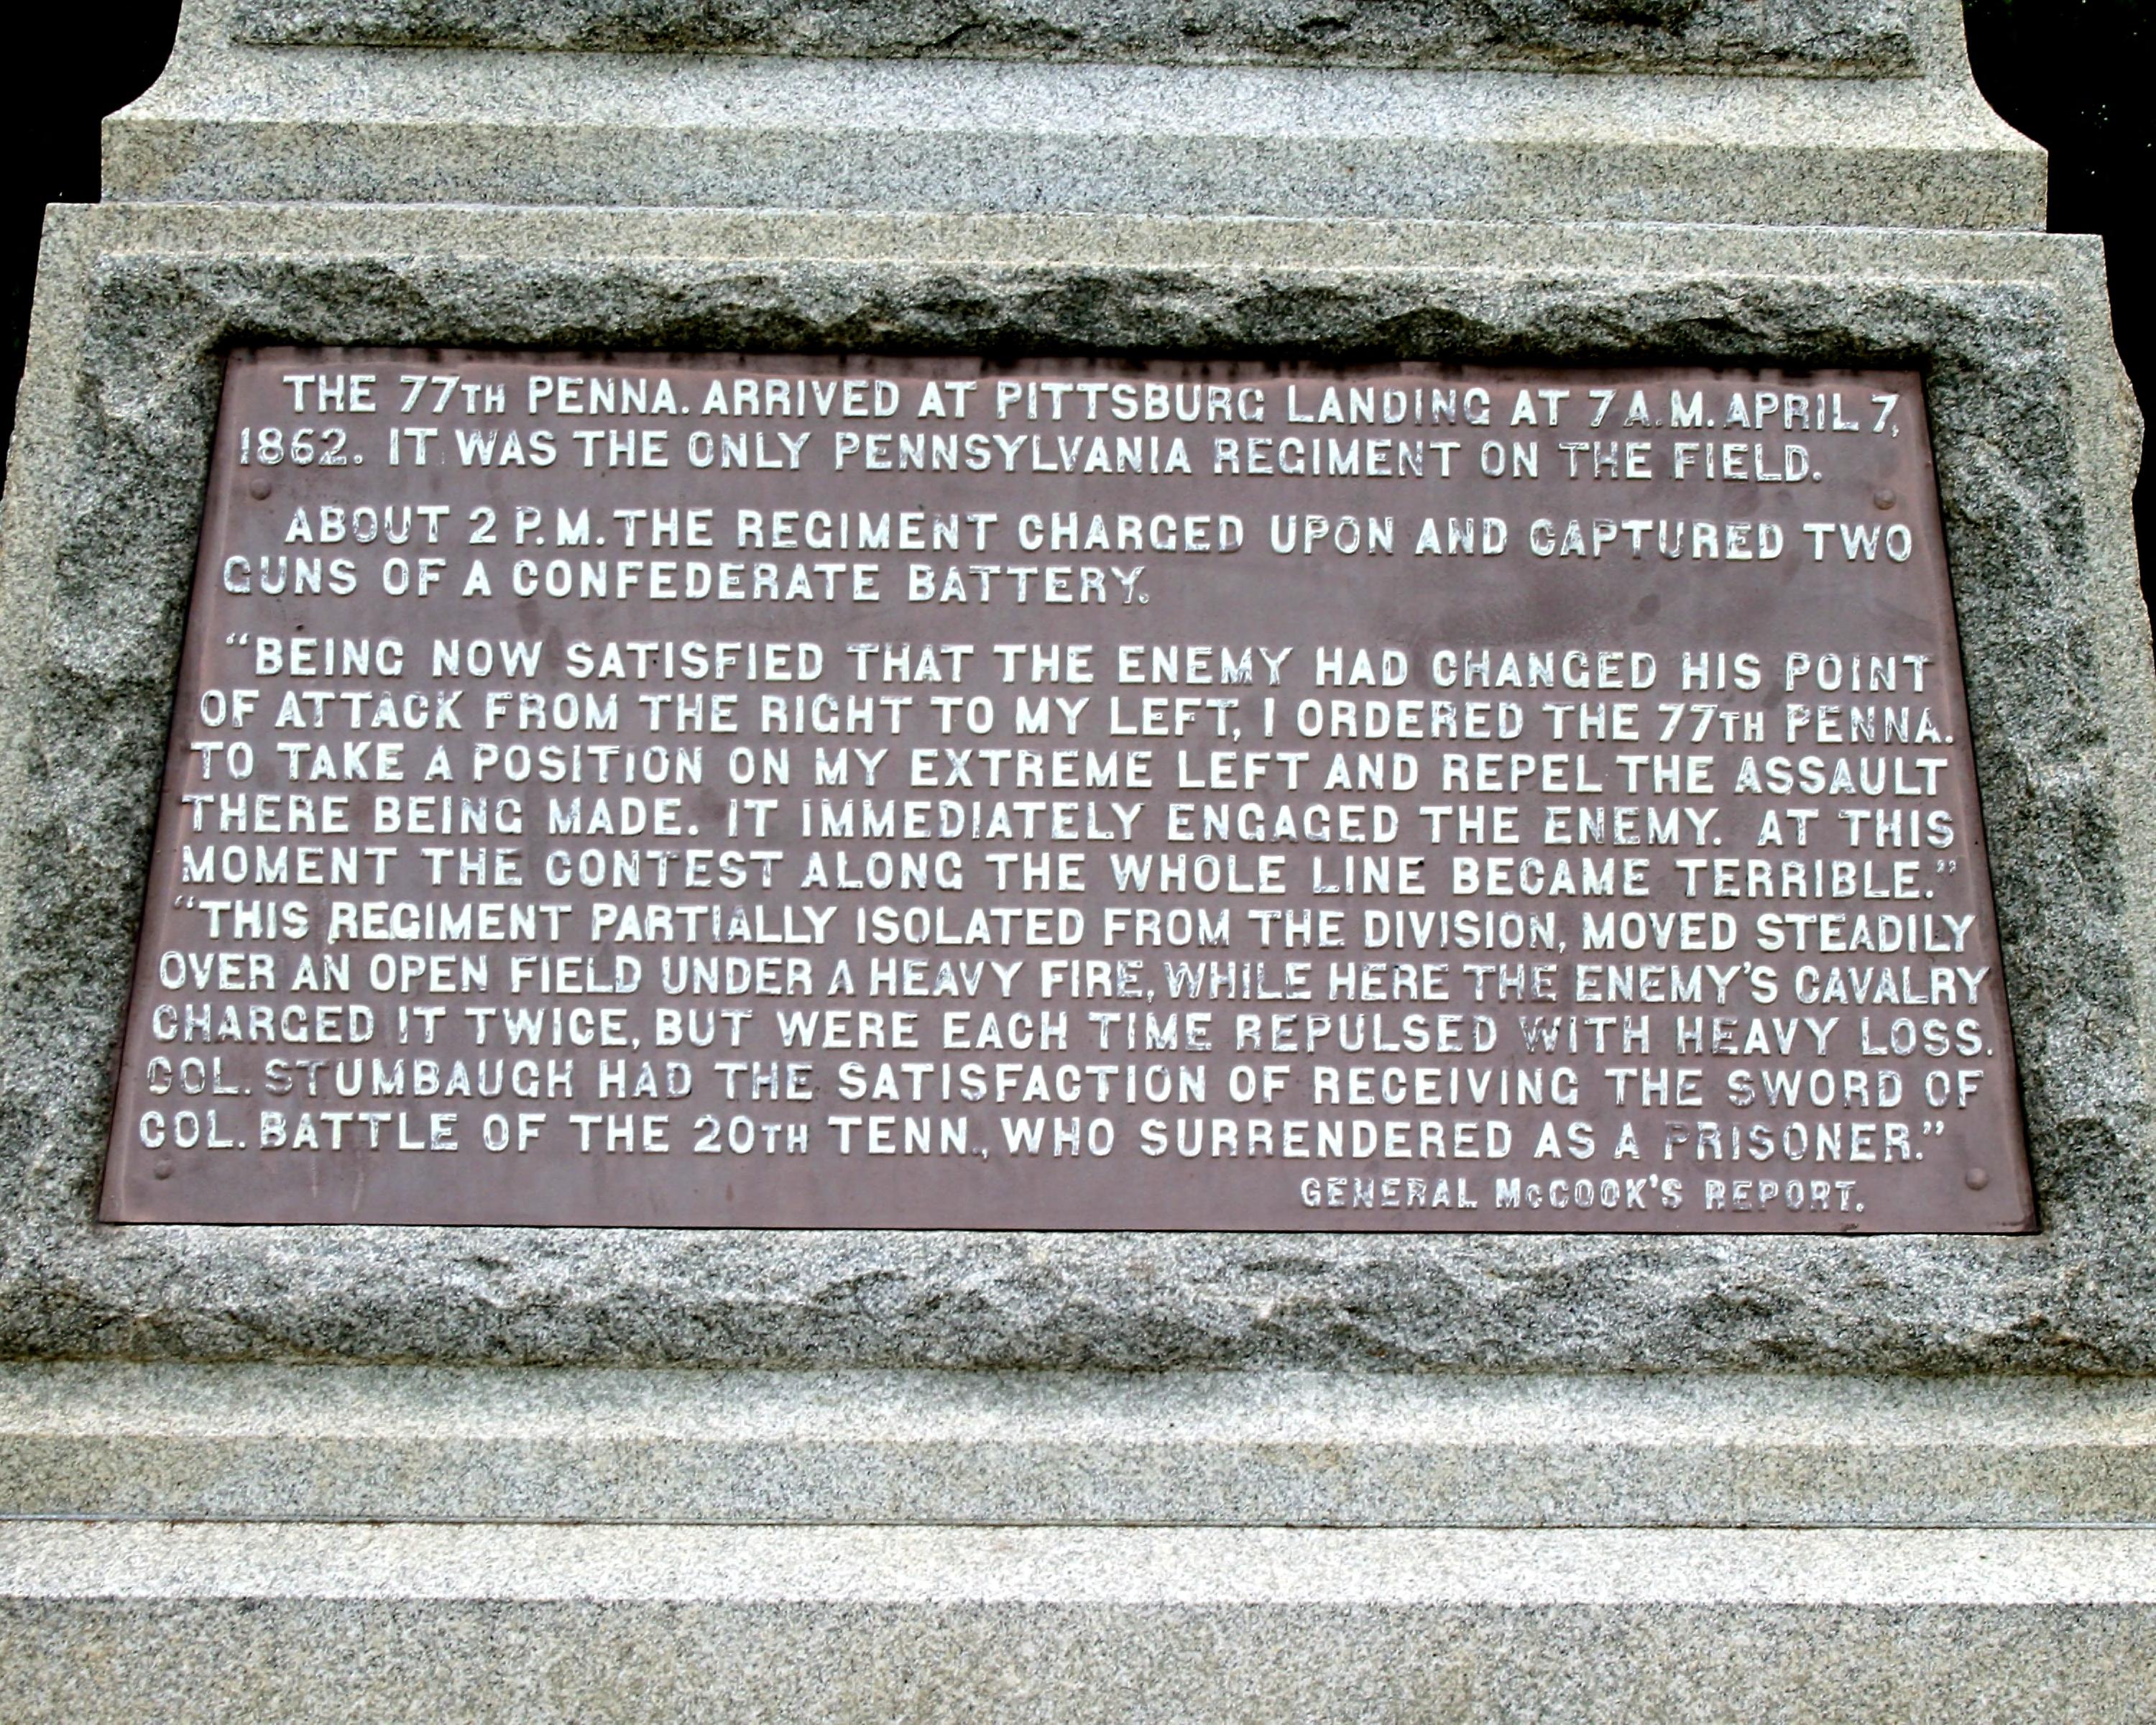 THE 77TH PENNA. ARRIVED AT PITTSBURG LANDING AT 7 A.M. APRIL 7,
1862. IT WAS THE ONLY PENNSYLVANIA REGIMENT ON THE FIELD.
ABOUT 2 P.M. THE REGIMENT CHARGED UPON AND CAPTURED TWO
GUNS OF A CONFEDERATE BATTERY.
"BEING NOW SATISFIED THAT THE ENEMY HAD CHANGED HIS POINT
OF ATTACK FROM THE RIGHT TO MY LEFT, I ORDERED THE 77TH PENNA.
TO TAKE A POSITION ON MY EXTREME LEFT AND REPEL THE ASSAULT
THERE BEING MADE. IT IMMEDIATELY ENGAGED THE ENEMY. AT THIS
MOMENT THE CONTEST ALONG THE WHOLE LINE BECAME TERRIBLE."
"THIS REGIMENT PARTIALLY ISOLATED FROM THE DIVISION, MOVED STEADILY
OVER AN OPEN FIELD UNDER A HEAVY FIRE, WHILE HERE THE ENEMY'S CAVALRY
CHARGED IT TWICE, BUT WERE EACH TIME REPULSED WITH HEAVY LOSS.
COL. STUMBAUGH HAD THE SATISFACTION OF RECEIVING THE SWORD OF
COL. BATTLE OF THE 20TH TENN., WHO SURRENDERED AS A PRISONER."
GENERAL McCOOK'S REPORT.